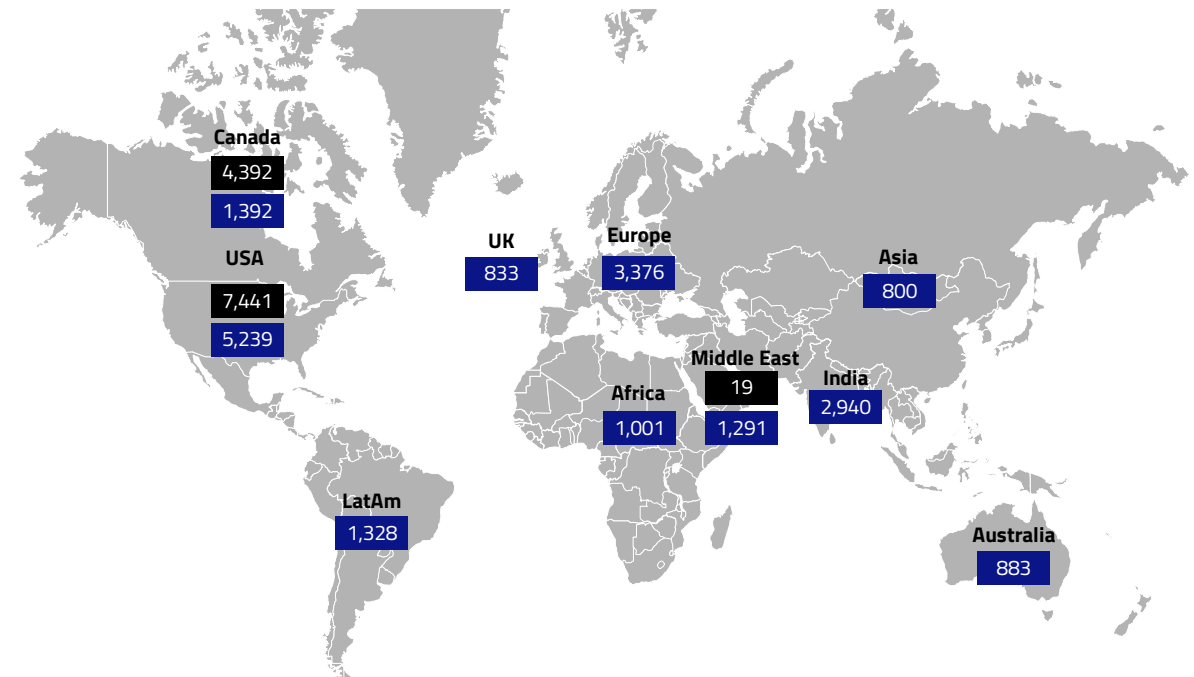 Canada
4,392
1,392
USA
7,441
5,239
UK
833
Europe
3,376
Asia
800
Middle East
19
1,291
India
2,940
Africa
1,001
LatAm
1,328
Australia
883